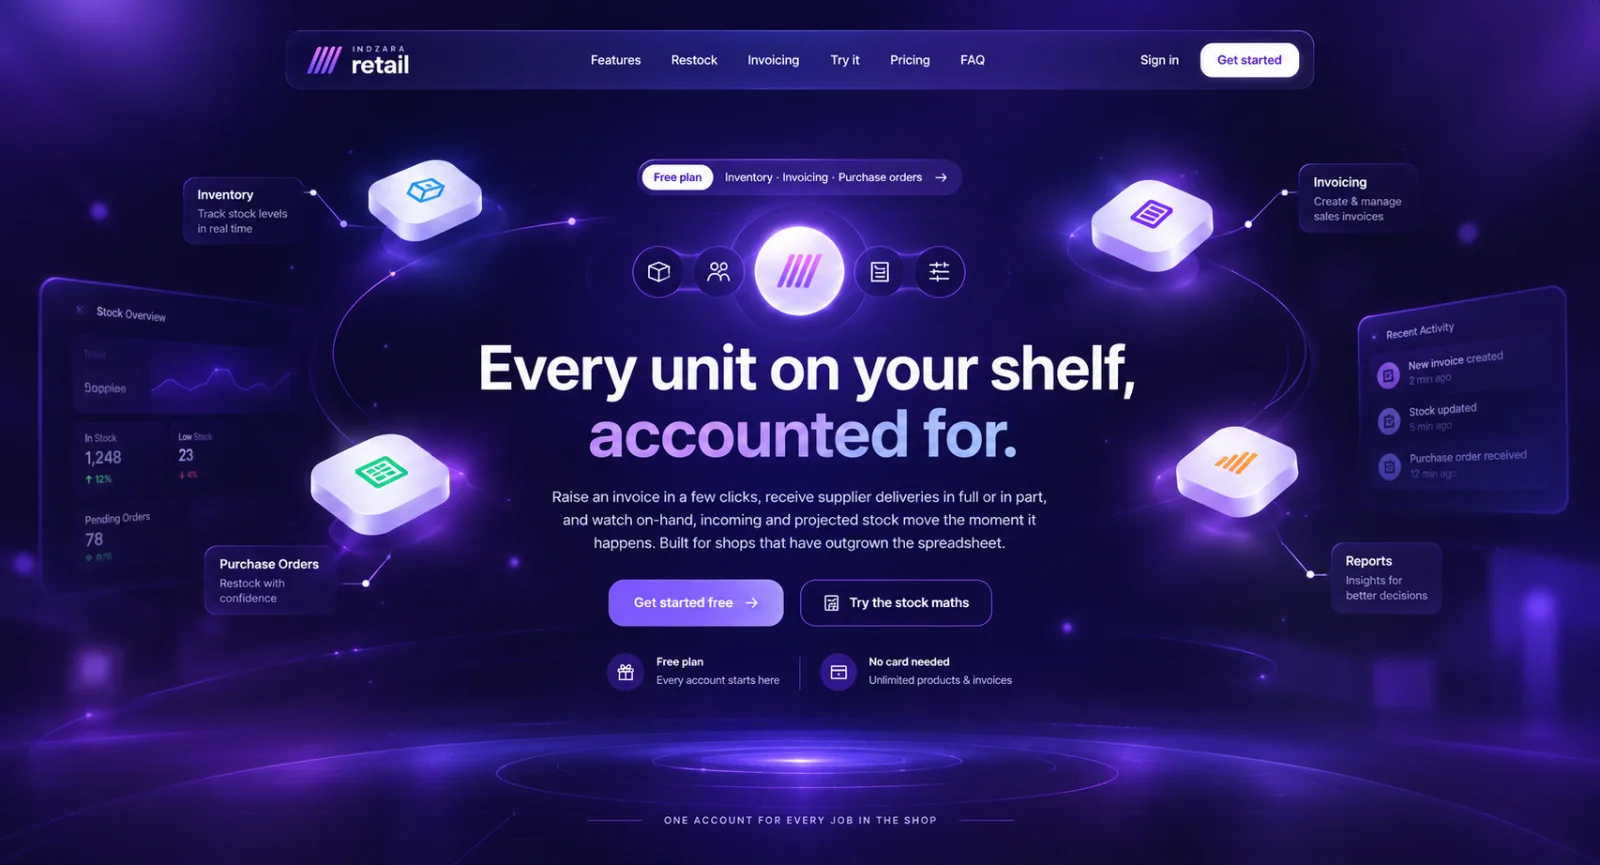 INDZARA
retail
Features
Restock
Invoicing
Try it
Pricing
FAQ
Sign in
Get started
Free plan
Inventory · Invoicing · Purchase orders
Inventory
Track stock levels
in real time
Invoicing
Create & manage
sales invoices
Stock Overview
In Stock
1,248
12%
Low Stock
23
4%
Pending Orders
78
Recent Activity
New invoice created
2 min ago
Stock updated
5 min ago
Purchase order received
12 min ago
Every unit on your shelf,
accounted for.
Raise an invoice in a few clicks, receive supplier deliveries in full or in part,
and watch on-hand, incoming and projected stock move the moment it
happens. Built for shops that have outgrown the spreadsheet.
Purchase Orders
Restock with
confidence
Reports
Insights for
better decisions
Get started free
Try the stock maths
Free plan
Every account starts here
No card needed
Unlimited products & invoices
ONE ACCOUNT FOR EVERY JOB IN THE SHOP